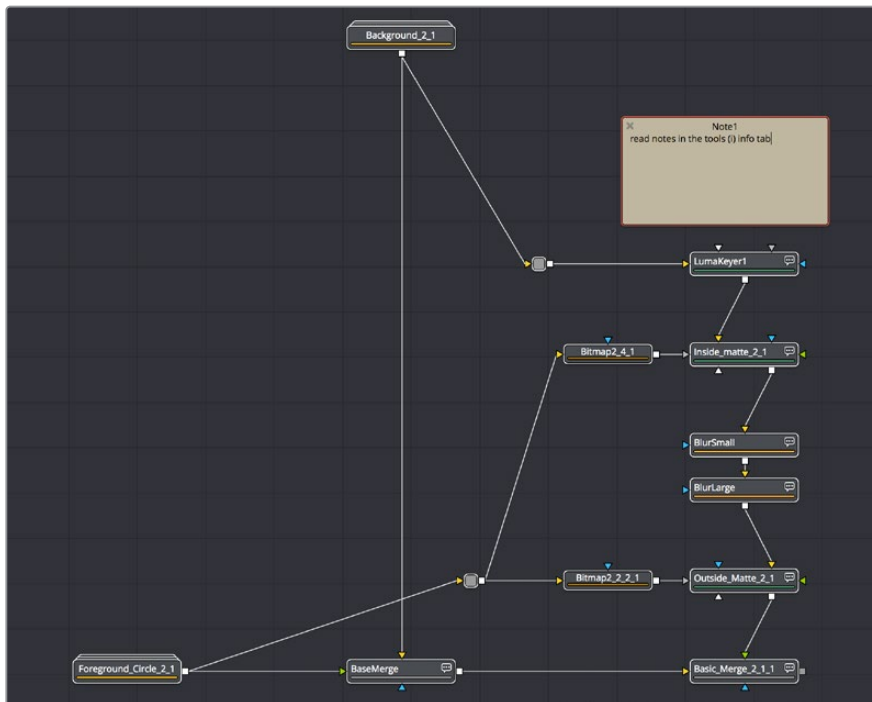 Background_2_1
Note1
read notes in the tools (i) info tab
LumaKeyer1
Bitmap2_4_1
Inside_matte_2_1
BlurSmall
BlurLarge
Bitmap2_2_2_1
Outside_Matte_2_1
Foreground_Circle_2_1
BaseMerge
Basic_Merge_2_1_1